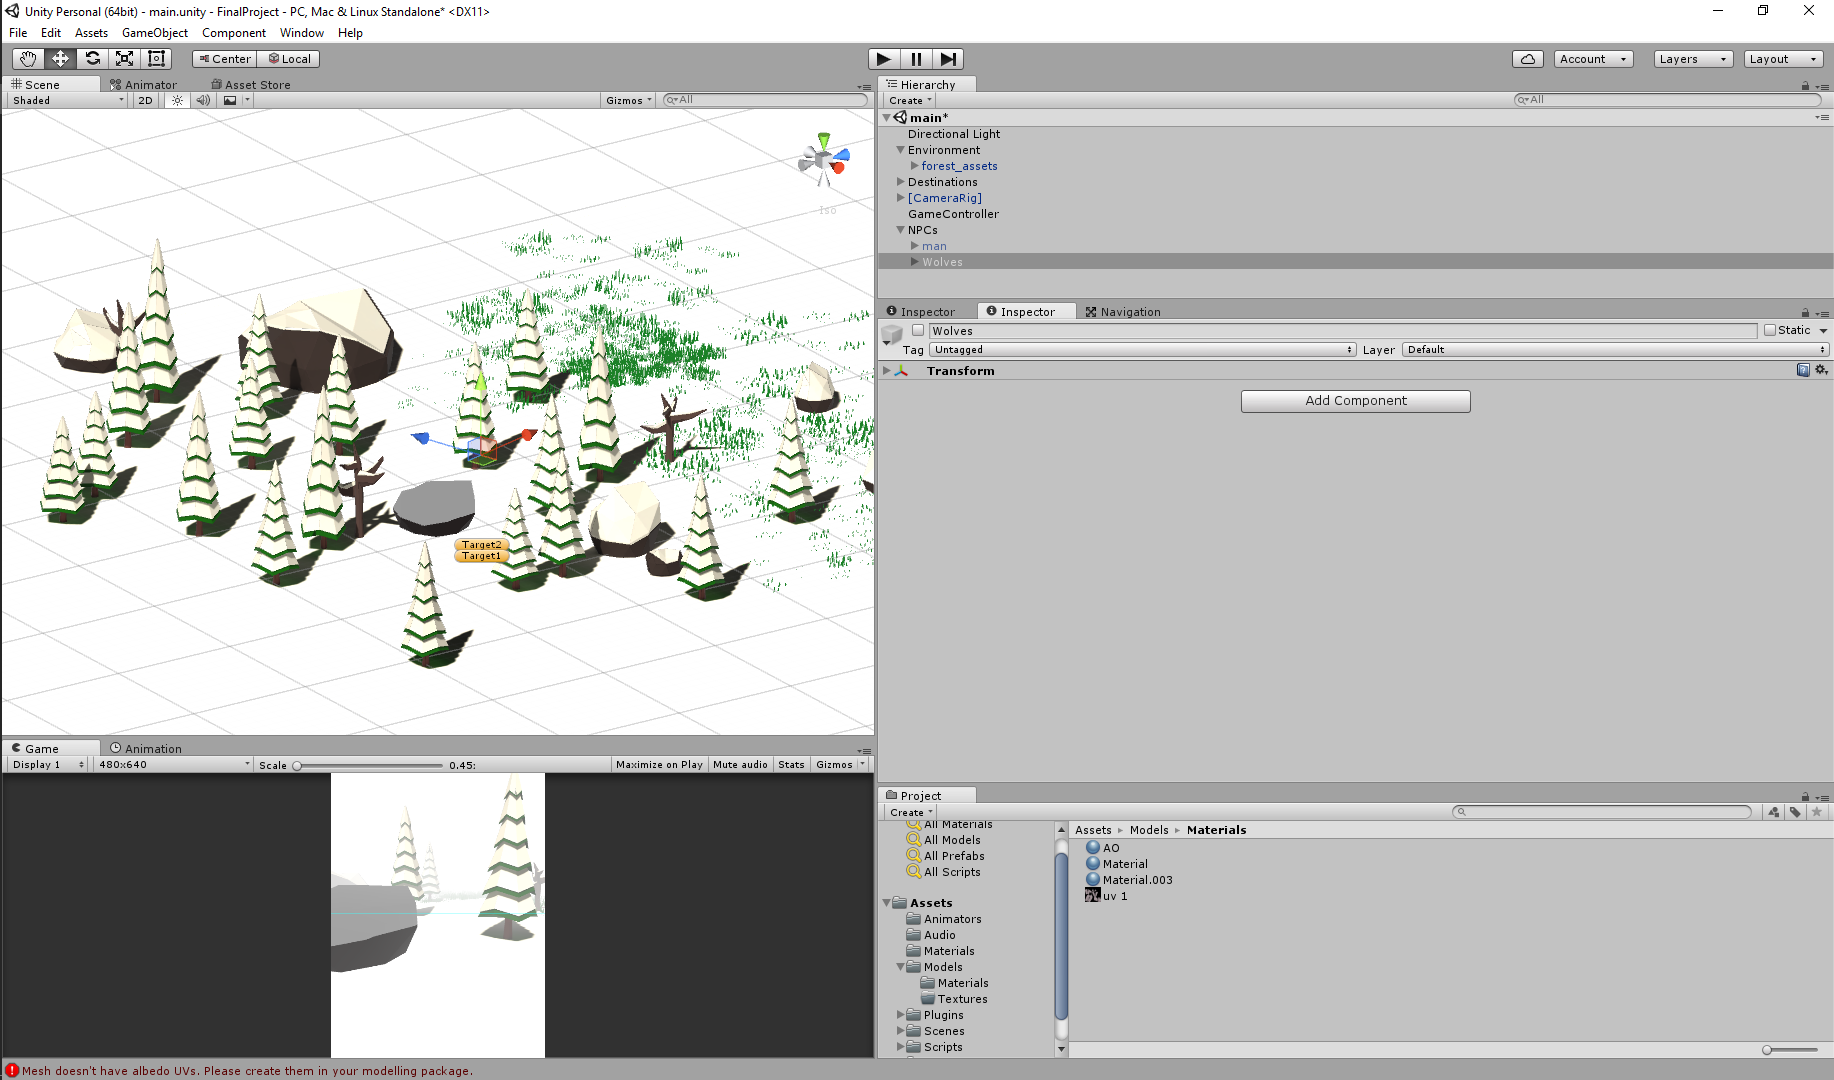 Unity Personal (64bit) - main.unity - FinalProject - PC, Mac & Linux Standalone* <DX11>
File Edit Assets GameObject Component Window Help
Center Local
Account Layers Layout
Scene Animator Asset Store
Shaded 2D Gizmos All
Iso
Target2
Target1
Game Animation
Display 1 480x640 Scale 0.45: Maximize on Play Mute audio Stats Gizmos
Hierarchy
Create All
main*
Directional Light
Environment
forest_assets
Destinations
[CameraRig]
GameController
NPCs
man
Wolves
Inspector Inspector Navigation
Wolves Static
Tag Untagged Layer Default
Transform
Add Component
Project
Create
All Materials
All Models
All Prefabs
All Scripts
Assets
Animators
Audio
Materials
Models
Materials
Textures
Plugins
Scenes
Scripts
Assets Models Materials
AO
Material
Material.003
uv 1
Mesh doesn't have albedo UVs. Please create them in your modelling package.